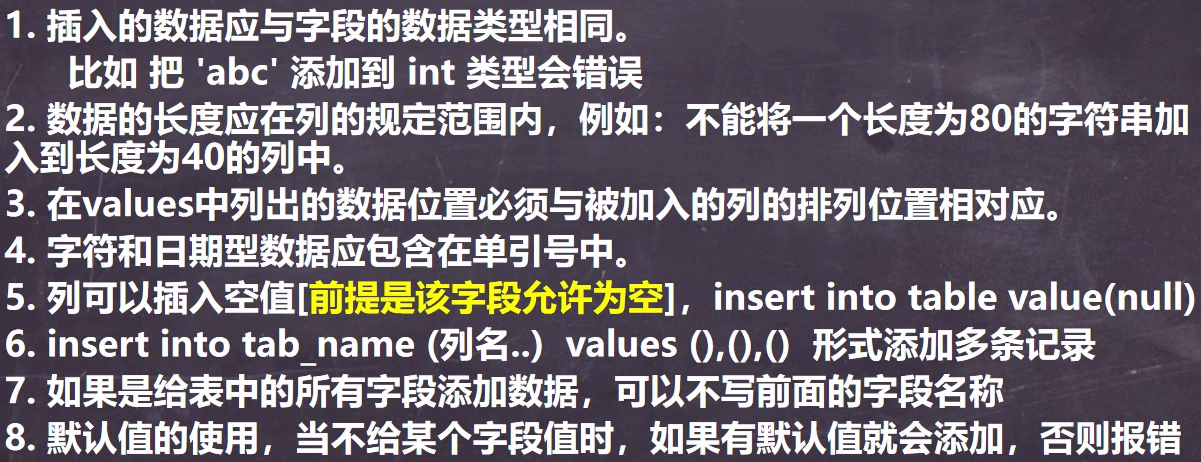 1. 插入的数据应与字段的数据类型相同。
比如 把 'abc' 添加到 int 类型会错误
2. 数据的长度应在列的规定范围内，例如：不能将一个长度为80的字符串加
入到长度为40的列中。
3. 在values中列出的数据位置必须与被加入的列的排列位置相对应。
4. 字符和日期型数据应包含在单引号中。
5. 列可以插入空值[前提是该字段允许为空]，insert into table value(null)
6. insert into tab_name (列名..)  values (),(),()  形式添加多条记录
7. 如果是给表中的所有字段添加数据，可以不写前面的字段名称
8. 默认值的使用，当不给某个字段值时，如果有默认值就会添加，否则报错